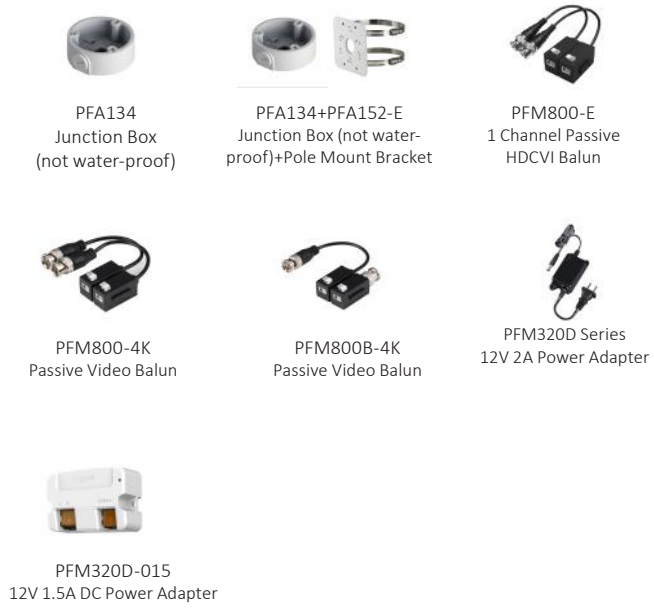 PFA134
Junction Box
(not water-proof)
PFA134+PFA152-E
Junction Box (not water-
proof)+Pole Mount Bracket
PFM800-E
1 Channel Passive
HDCVI Balun
PFM800-4K
Passive Video Balun
PFM800B-4K
Passive Video Balun
PFM320D Series
12V 2A Power Adapter
PFM320D-015
12V 1.5A DC Power Adapter